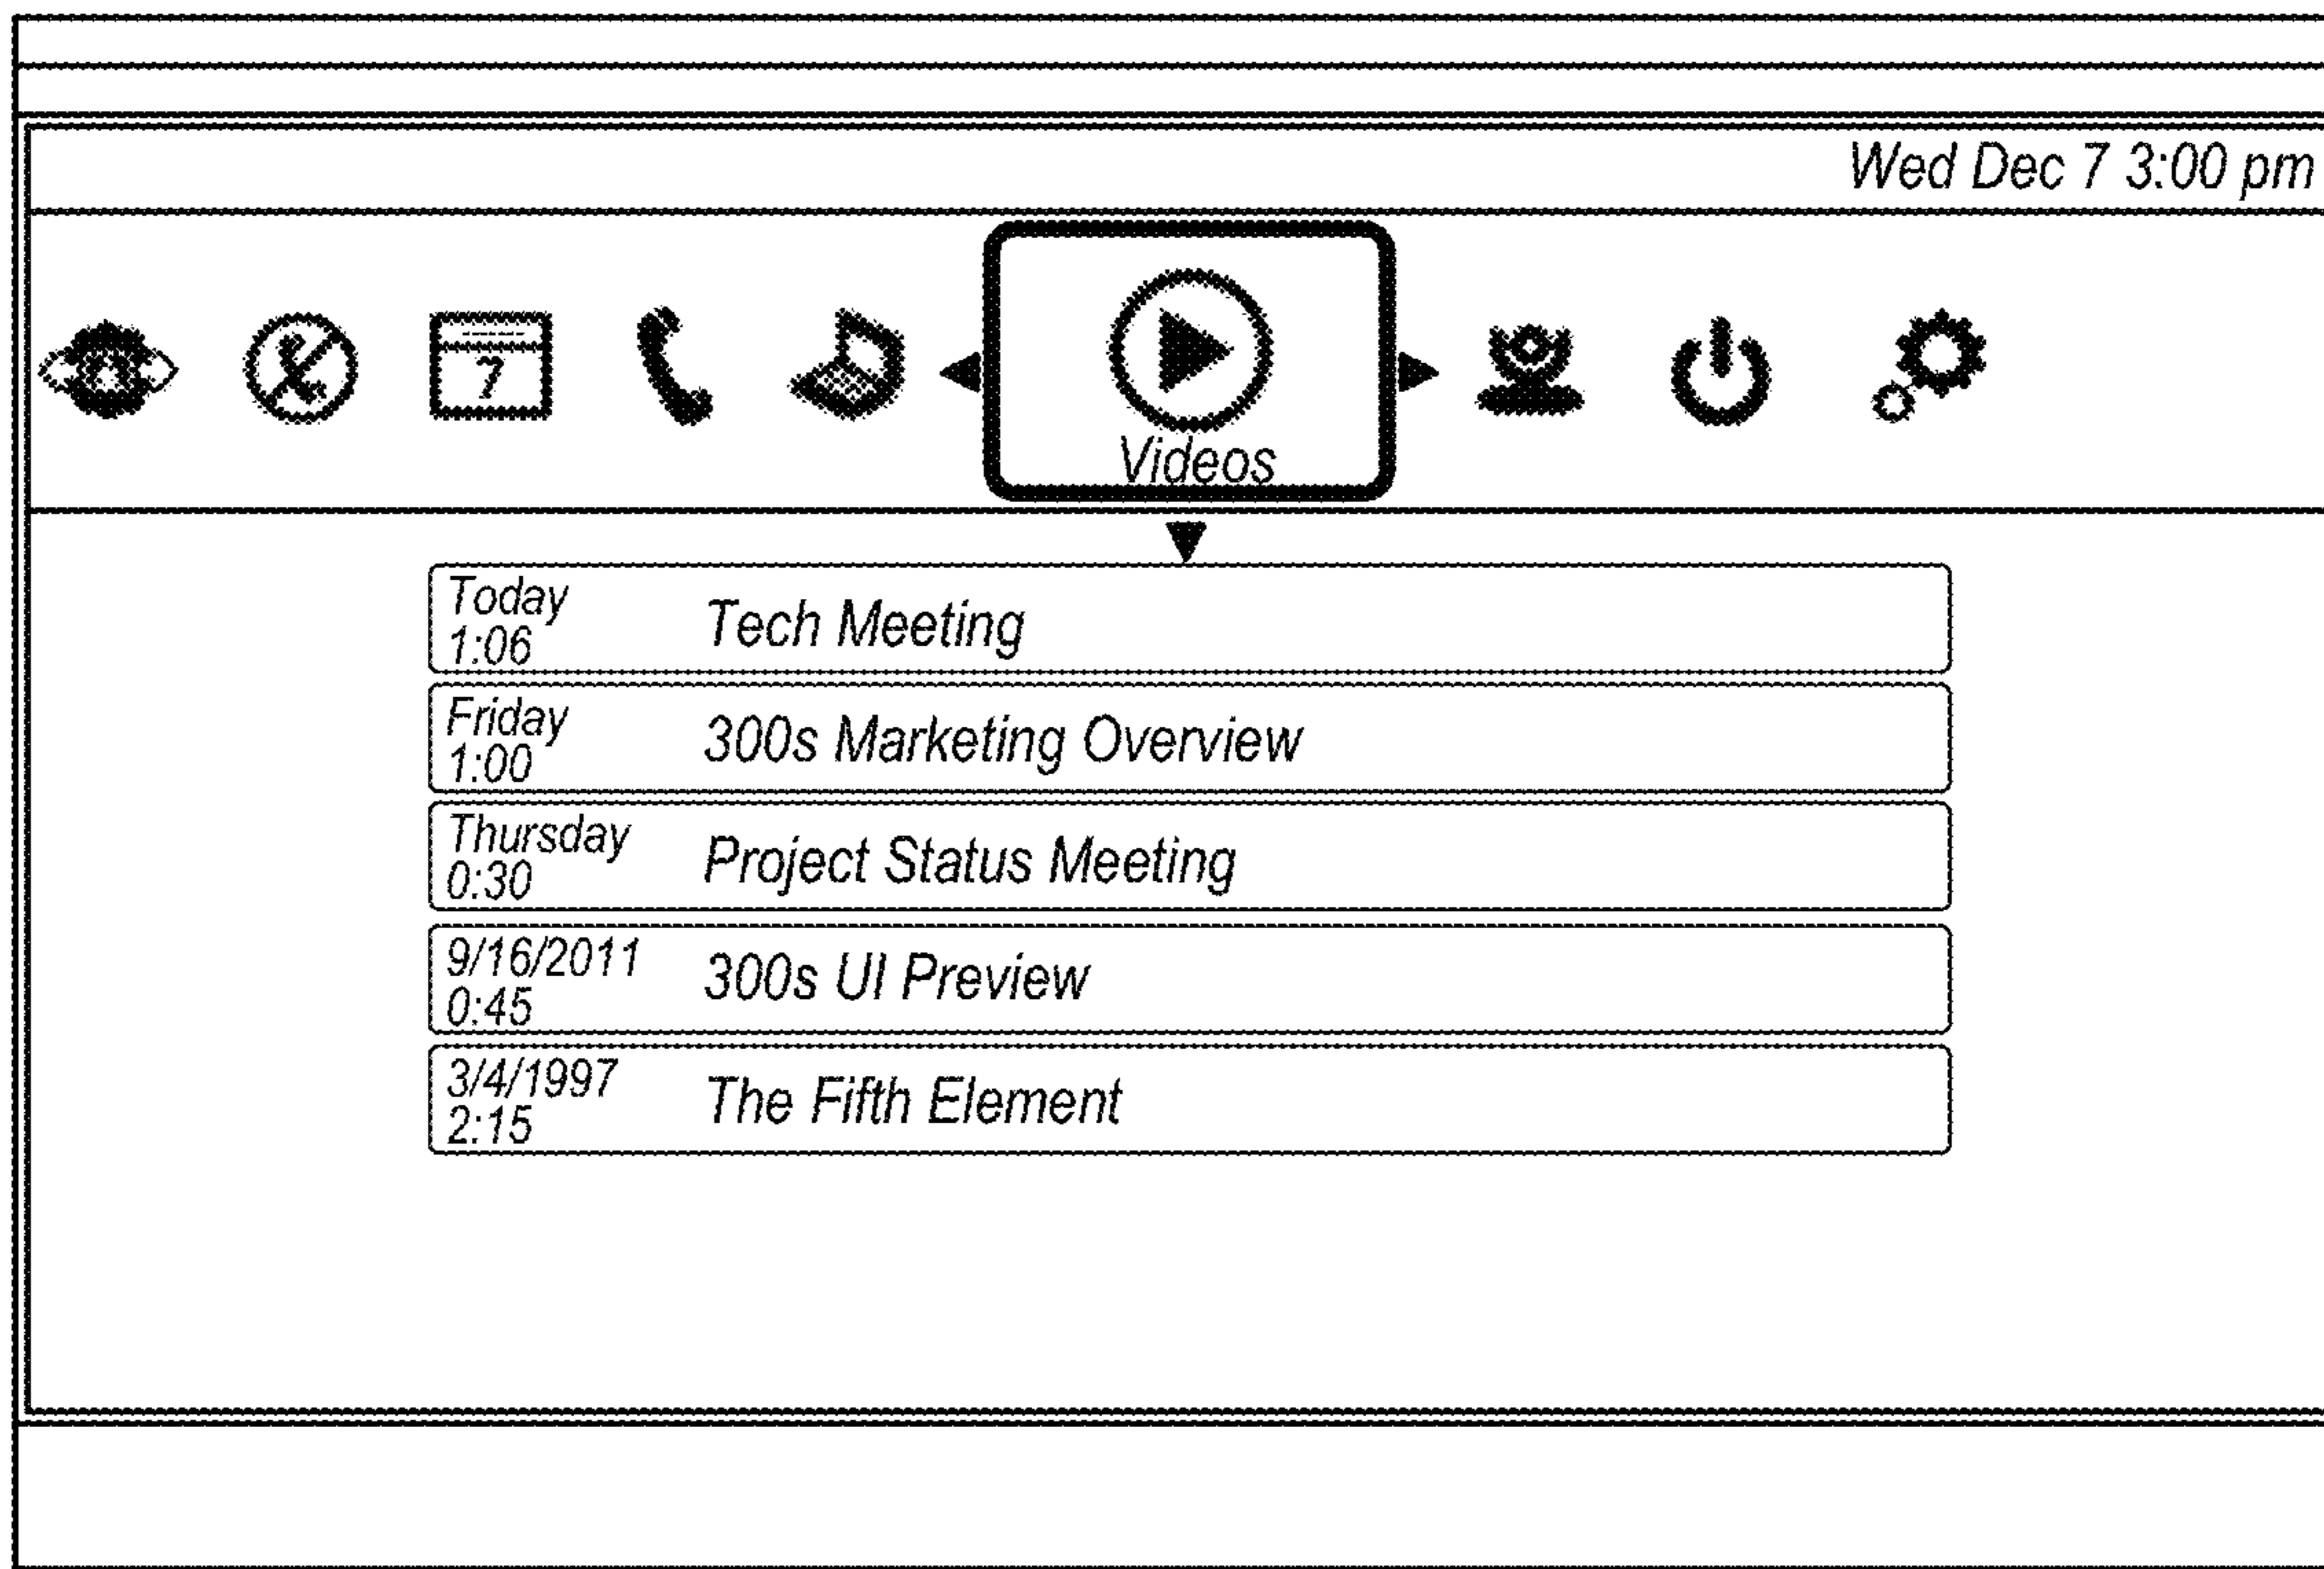 Wed Dec 7 3:00 pm
7
Videos
Today
1:06
Tech Meeting
Friday
1:00
300s Marketing Overview
Thursday
0:30
Project Status Meeting
9/16/2011
0:45
300s UI Preview
3/4/1997
2:15
The Fifth Element